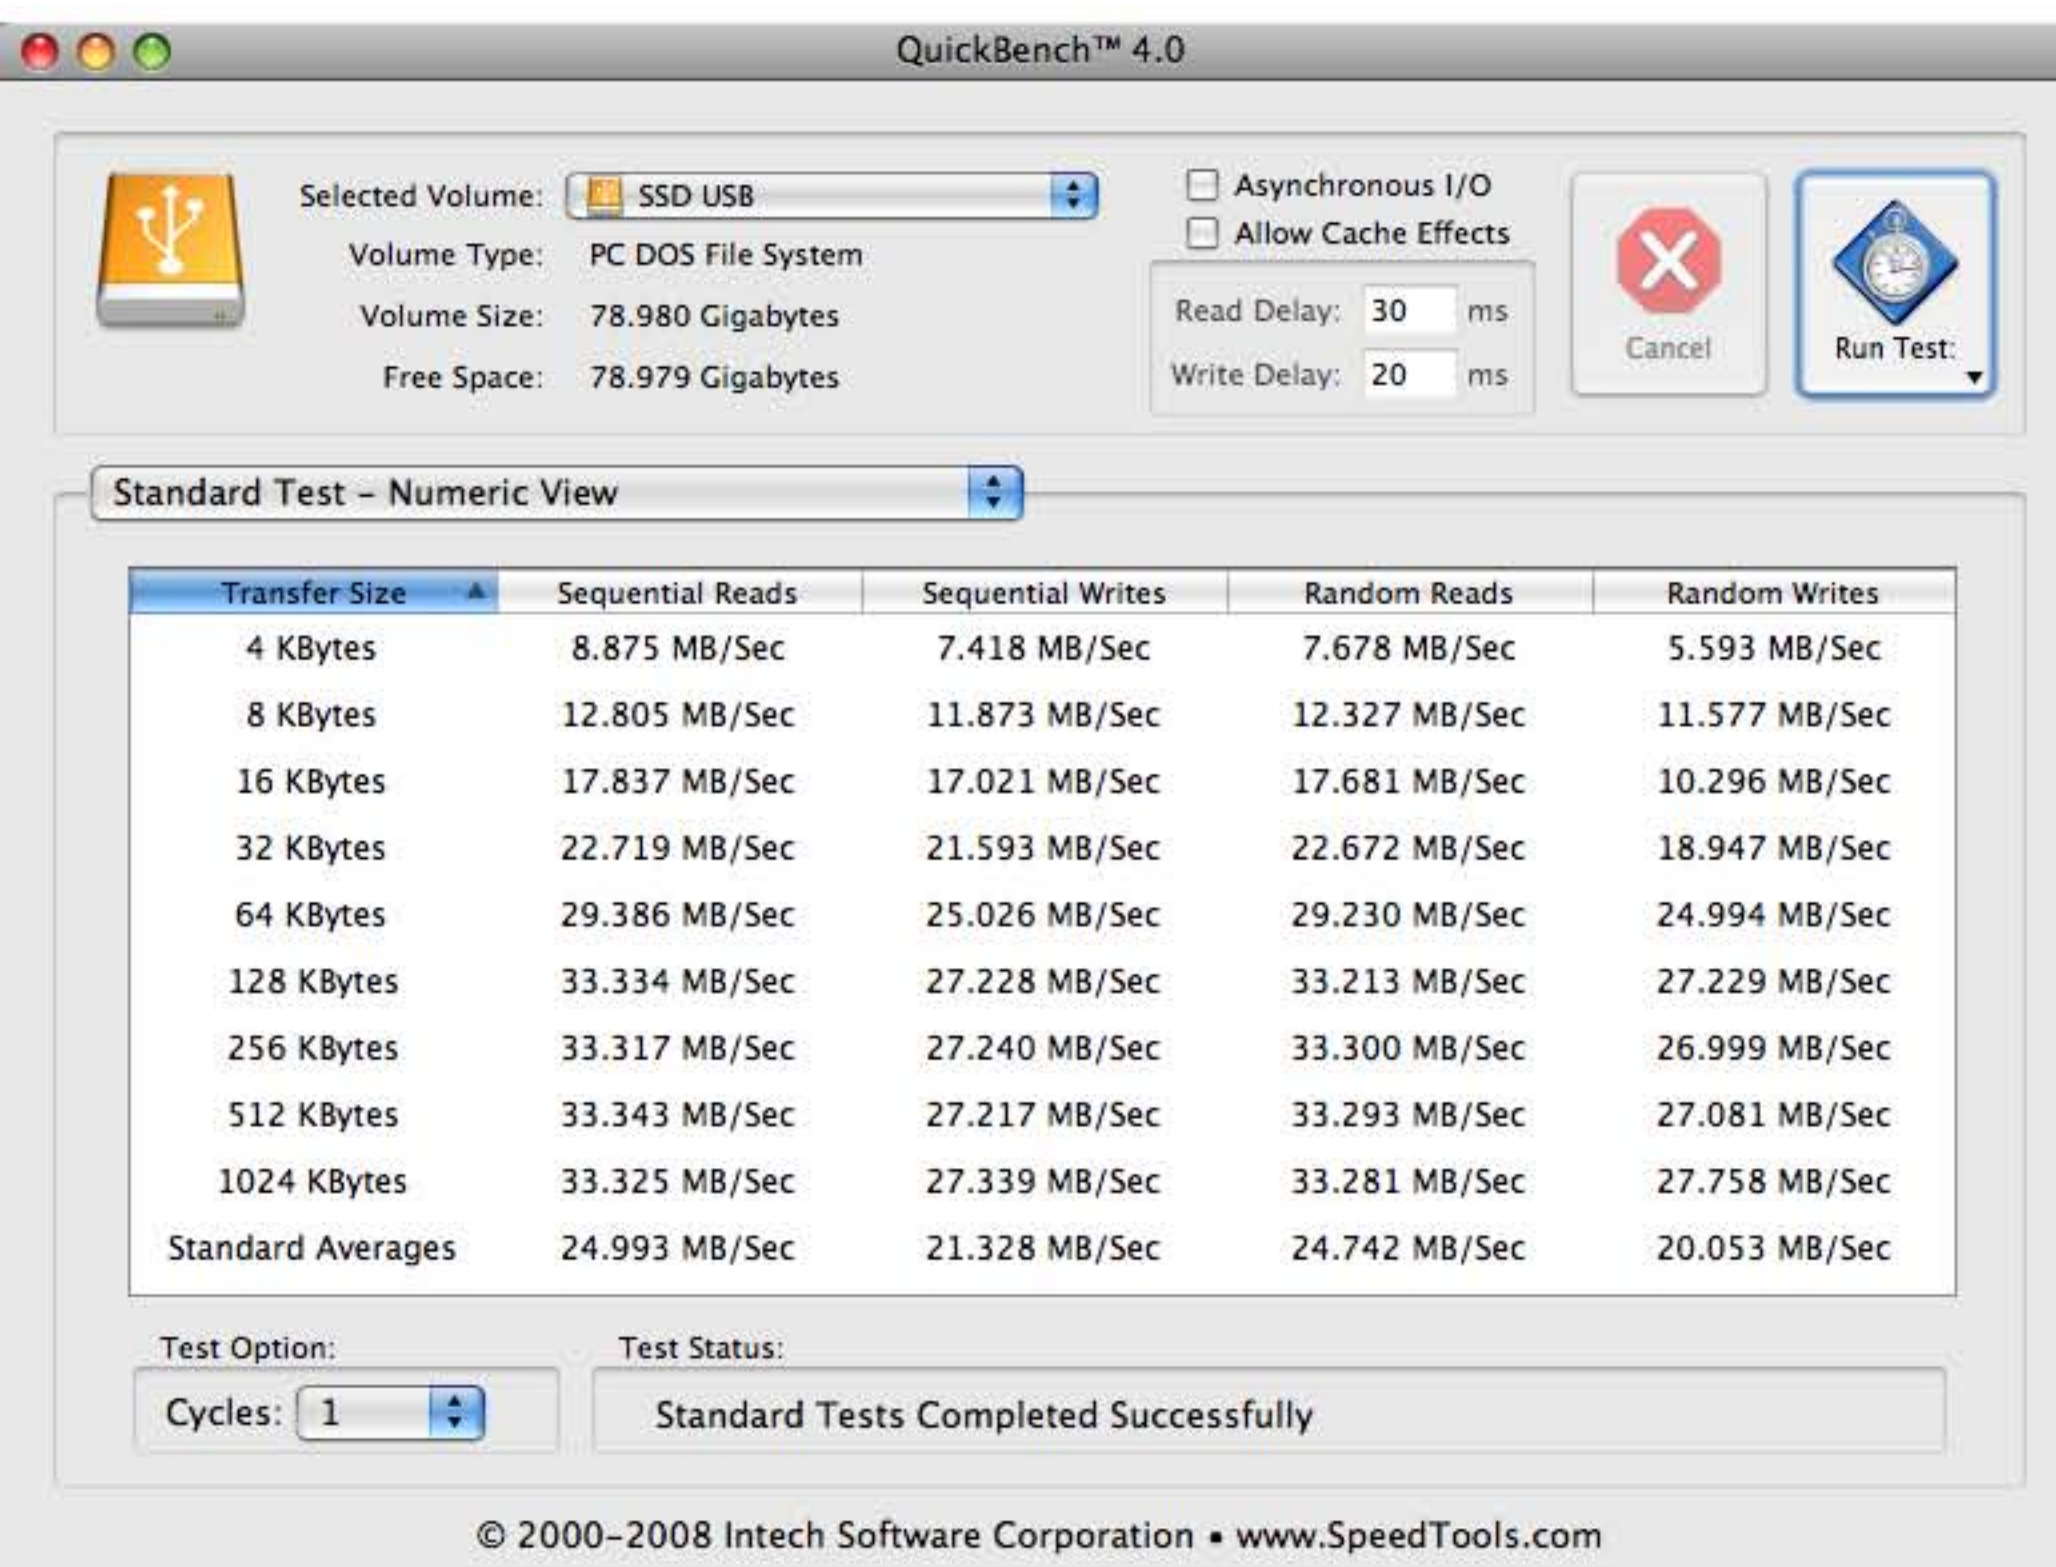 QuickBench™ 4.0
Selected Volume: SSD USB
Volume Type: PC DOS File System
Volume Size: 78.980 Gigabytes
Free Space: 78.979 Gigabytes
Asynchronous I/O
Allow Cache Effects
Read Delay: 30 ms
Write Delay: 20 ms
Cancel
Run Test:
Standard Test – Numeric View
Transfer Size Sequential Reads Sequential Writes Random Reads Random Writes
4 KBytes 8.875 MB/Sec 7.418 MB/Sec 7.678 MB/Sec 5.593 MB/Sec
8 KBytes 12.805 MB/Sec 11.873 MB/Sec 12.327 MB/Sec 11.577 MB/Sec
16 KBytes 17.837 MB/Sec 17.021 MB/Sec 17.681 MB/Sec 10.296 MB/Sec
32 KBytes 22.719 MB/Sec 21.593 MB/Sec 22.672 MB/Sec 18.947 MB/Sec
64 KBytes 29.386 MB/Sec 25.026 MB/Sec 29.230 MB/Sec 24.994 MB/Sec
128 KBytes 33.334 MB/Sec 27.228 MB/Sec 33.213 MB/Sec 27.229 MB/Sec
256 KBytes 33.317 MB/Sec 27.240 MB/Sec 33.300 MB/Sec 26.999 MB/Sec
512 KBytes 33.343 MB/Sec 27.217 MB/Sec 33.293 MB/Sec 27.081 MB/Sec
1024 KBytes 33.325 MB/Sec 27.339 MB/Sec 33.281 MB/Sec 27.758 MB/Sec
Standard Averages 24.993 MB/Sec 21.328 MB/Sec 24.742 MB/Sec 20.053 MB/Sec
Test Option:
Cycles: 1
Test Status:
Standard Tests Completed Successfully
© 2000–2008 Intech Software Corporation • www.SpeedTools.com